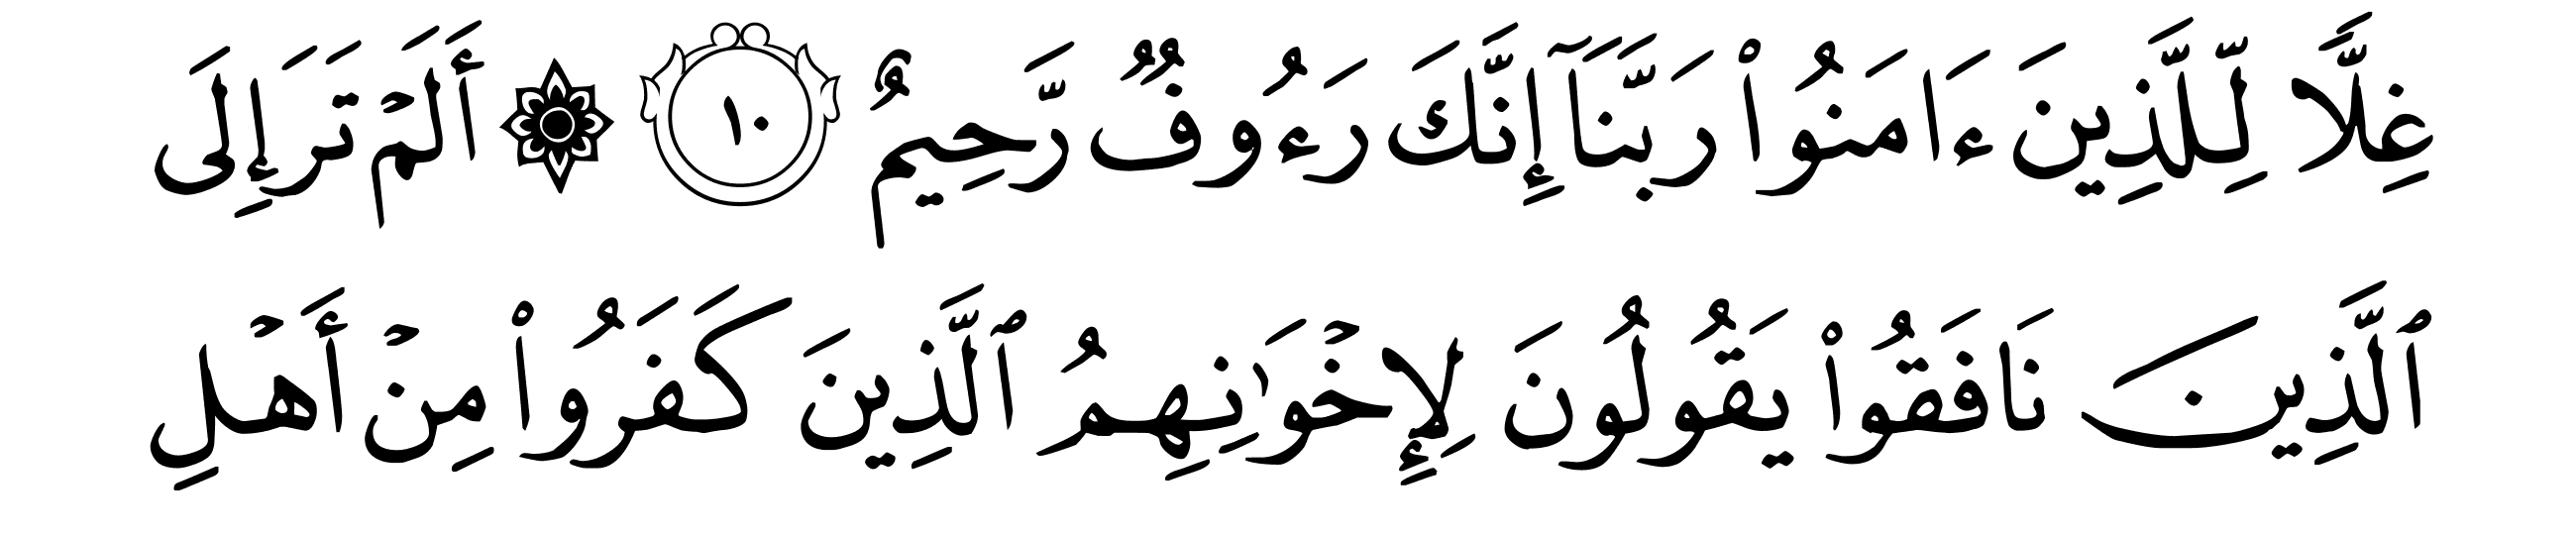 غِلّٗا لِّلَّذِينَ ءَامَنُواْ رَبَّنَآ إِنَّكَ رَءُوفٞ رَّحِيمٌ ١٠ ۞ أَلَمۡ تَرَ إِلَى
ٱلَّذِينَ نَافَقُواْ يَقُولُونَ لِإِخۡوَٰنِهِمُ ٱلَّذِينَ كَفَرُواْ مِنۡ أَهۡلِ